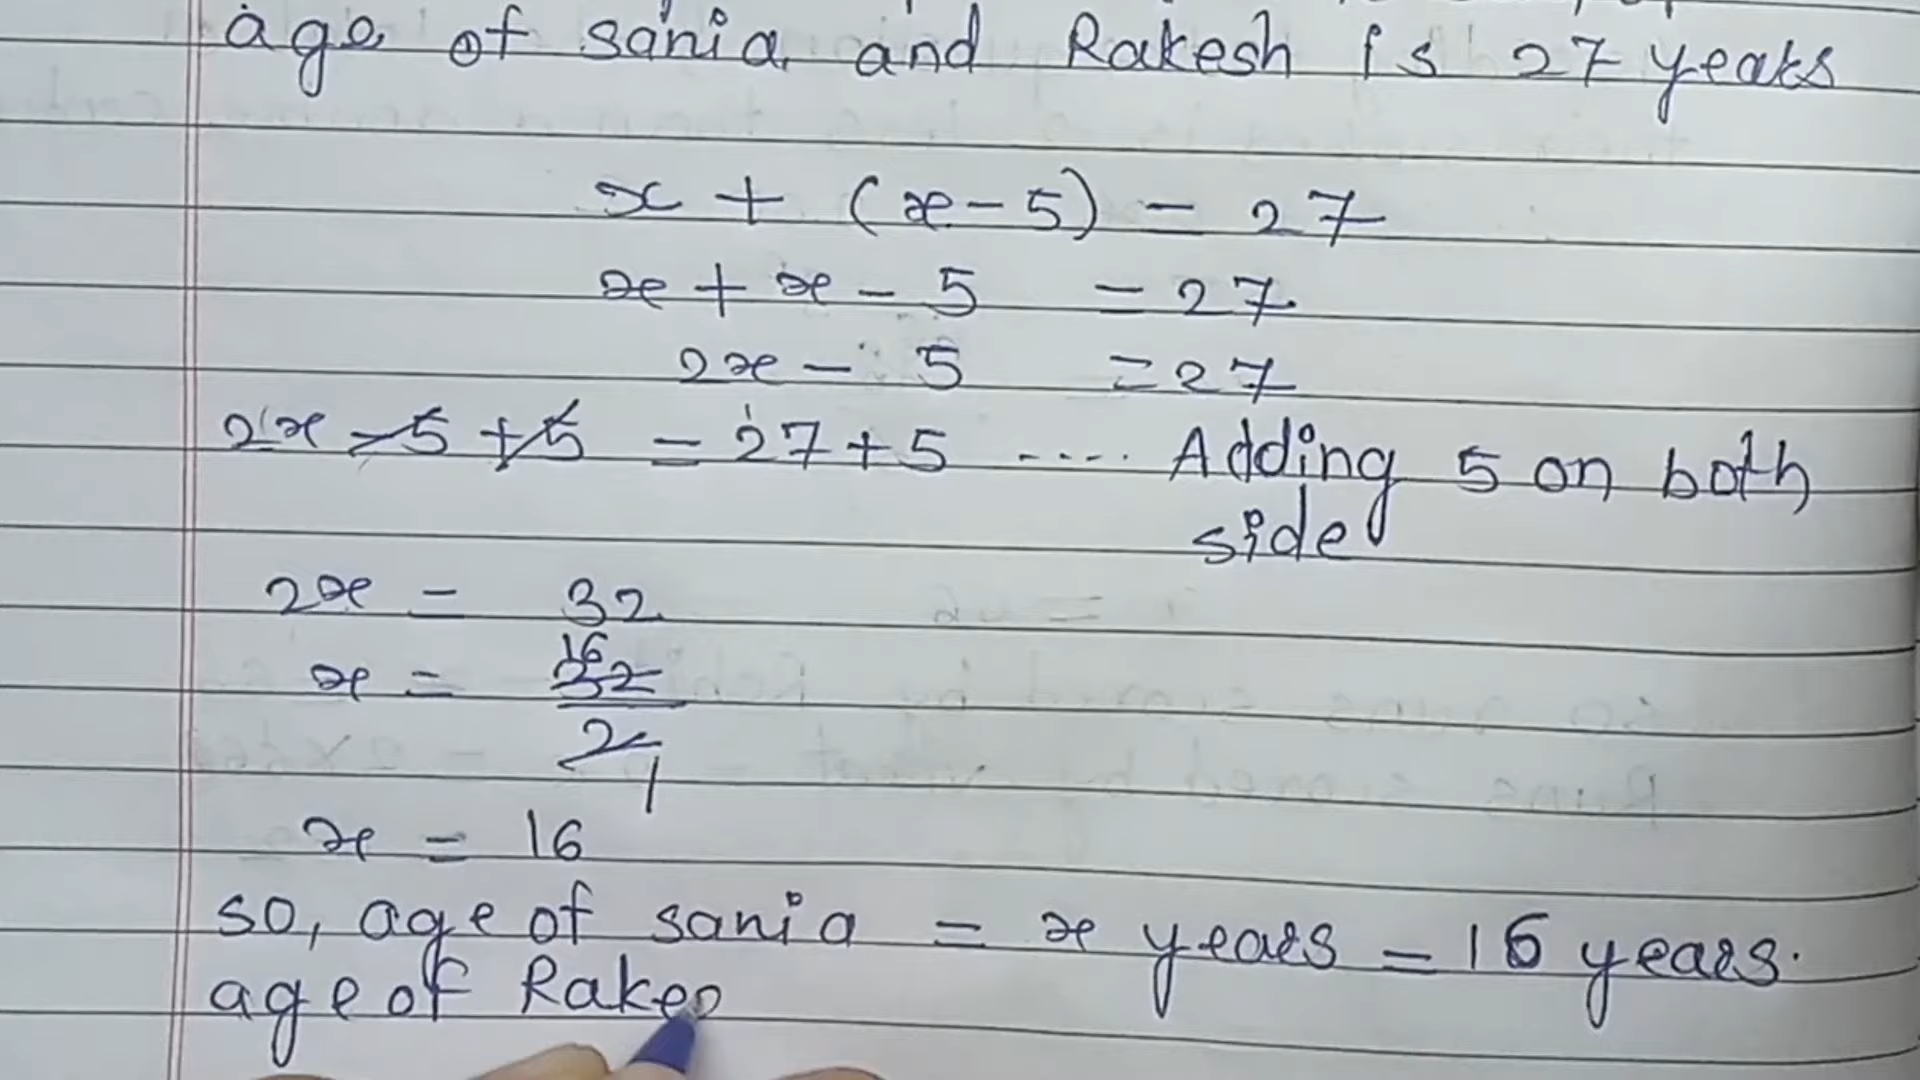 age of sania and Rakesh is 27 years
x + (x - 5) = 27
x + x - 5 = 27
2x - 5 = 27
2x - 5 + 5 = 27 + 5 .... Adding 5 on both
side
2x = 32
16
x = 32
2 1
x = 16
so, age of sania = x years = 16 years.
age of Rakes